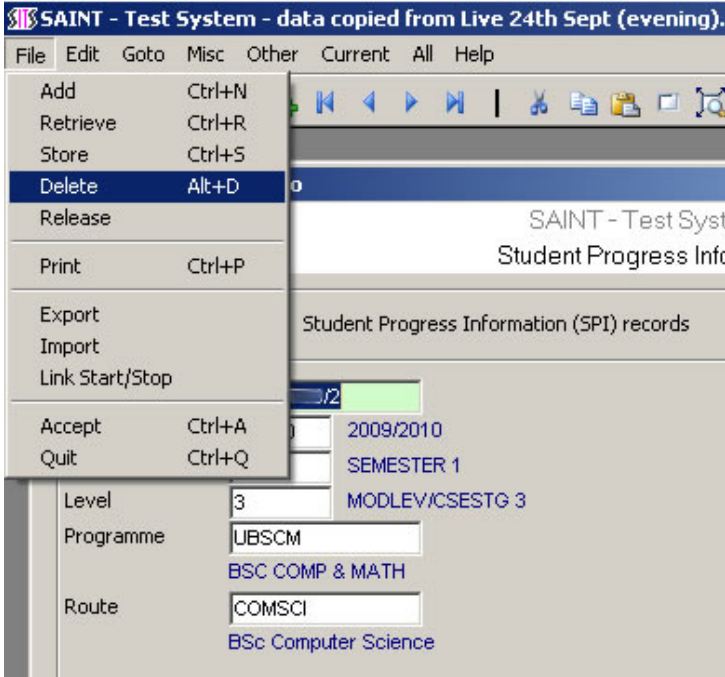 SITS SAINT - Test System - data copied from Live 24th Sept (evening).
File Edit Goto Misc Other Current All Help
Add Ctrl+N
Retrieve Ctrl+R
Store Ctrl+S
Delete Alt+D
Release
Print Ctrl+P
Export
Import
Link Start/Stop
Accept Ctrl+A
Quit Ctrl+Q
SAINT - Test Syst
Student Progress Info
Student Progress Information (SPI) records
/2
2009/2010
SEMESTER 1
Level 3 MODLEV/CSESTG 3
Programme UBSCM
BSC COMP & MATH
Route COMSCI
BSc Computer Science